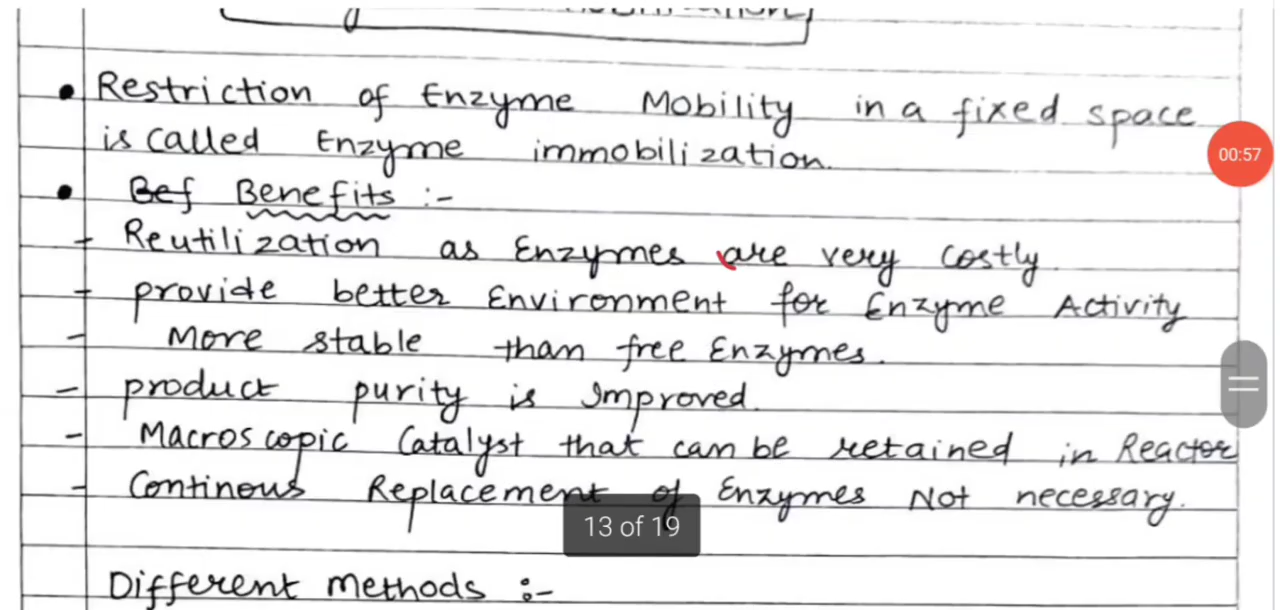 • Restriction of Enzyme Mobility in a fixed space
is called Enzyme immobilization.
00:57
• Bef Benefits :-
- Reutilization as Enzymes are very costly.
- provide better Environment for Enzyme Activity
- More stable than free Enzymes.
- product purity is Improved.
- Macroscopic Catalyst that can be retained in Reactor
- Continous Replacement of Enzymes Not necessary.
13 of 19
Different methods :-